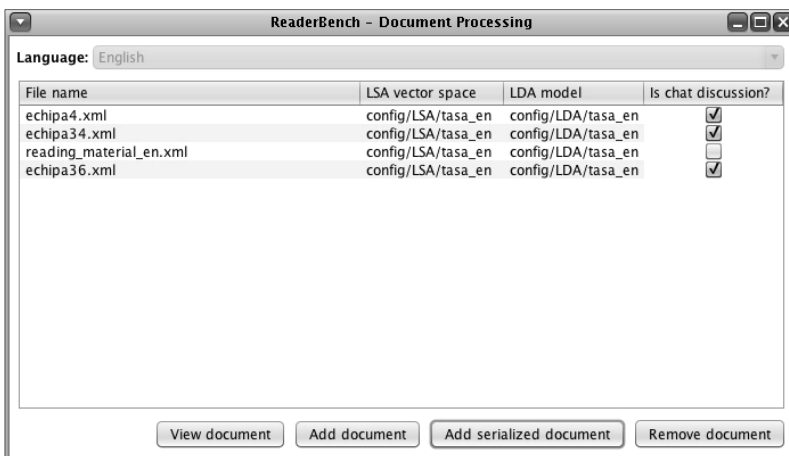 ReaderBench - Document Processing
Language: English
File name LSA vector space LDA model Is chat discussion?
echipa4.xml config/LSA/tasa_en config/LDA/tasa_en
echipa34.xml config/LSA/tasa_en config/LDA/tasa_en
reading_material_en.xml config/LSA/tasa_en config/LDA/tasa_en
echipa36.xml config/LSA/tasa_en config/LDA/tasa_en
View document Add document Add serialized document Remove document